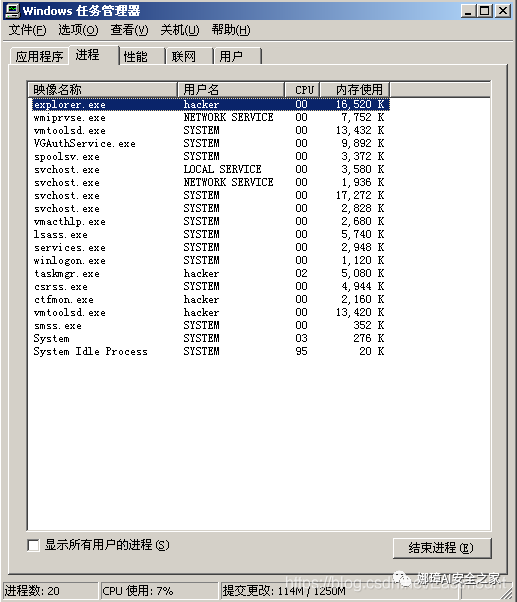 Windows 任务管理器
文件(F) 选项(O) 查看(V) 关机(U) 帮助(H)
应用程序 进程 性能 联网 用户
映像名称 用户名 CPU 内存使用
explorer.exe hacker 00 16,520 K
wmiprvse.exe NETWORK SERVICE 00 7,752 K
vmtoolsd.exe SYSTEM 00 13,432 K
VGAuthService.exe SYSTEM 00 9,892 K
spoolsv.exe SYSTEM 00 3,372 K
svchost.exe LOCAL SERVICE 00 3,580 K
svchost.exe NETWORK SERVICE 00 1,936 K
svchost.exe SYSTEM 00 17,272 K
svchost.exe SYSTEM 00 2,828 K
vmacthlp.exe SYSTEM 00 2,680 K
lsass.exe SYSTEM 00 5,740 K
services.exe SYSTEM 00 2,948 K
winlogon.exe SYSTEM 00 1,120 K
taskmgr.exe hacker 02 5,080 K
csrss.exe SYSTEM 00 4,944 K
ctfmon.exe hacker 00 2,160 K
vmtoolsd.exe hacker 00 13,420 K
smss.exe SYSTEM 00 352 K
System SYSTEM 03 276 K
System Idle Process SYSTEM 95 20 K
显示所有用户的进程(S) 结束进程(E)
进程数: 20 CPU 使用: 7% 提交更改: 114M / 1250M
娜璋AI安全之家